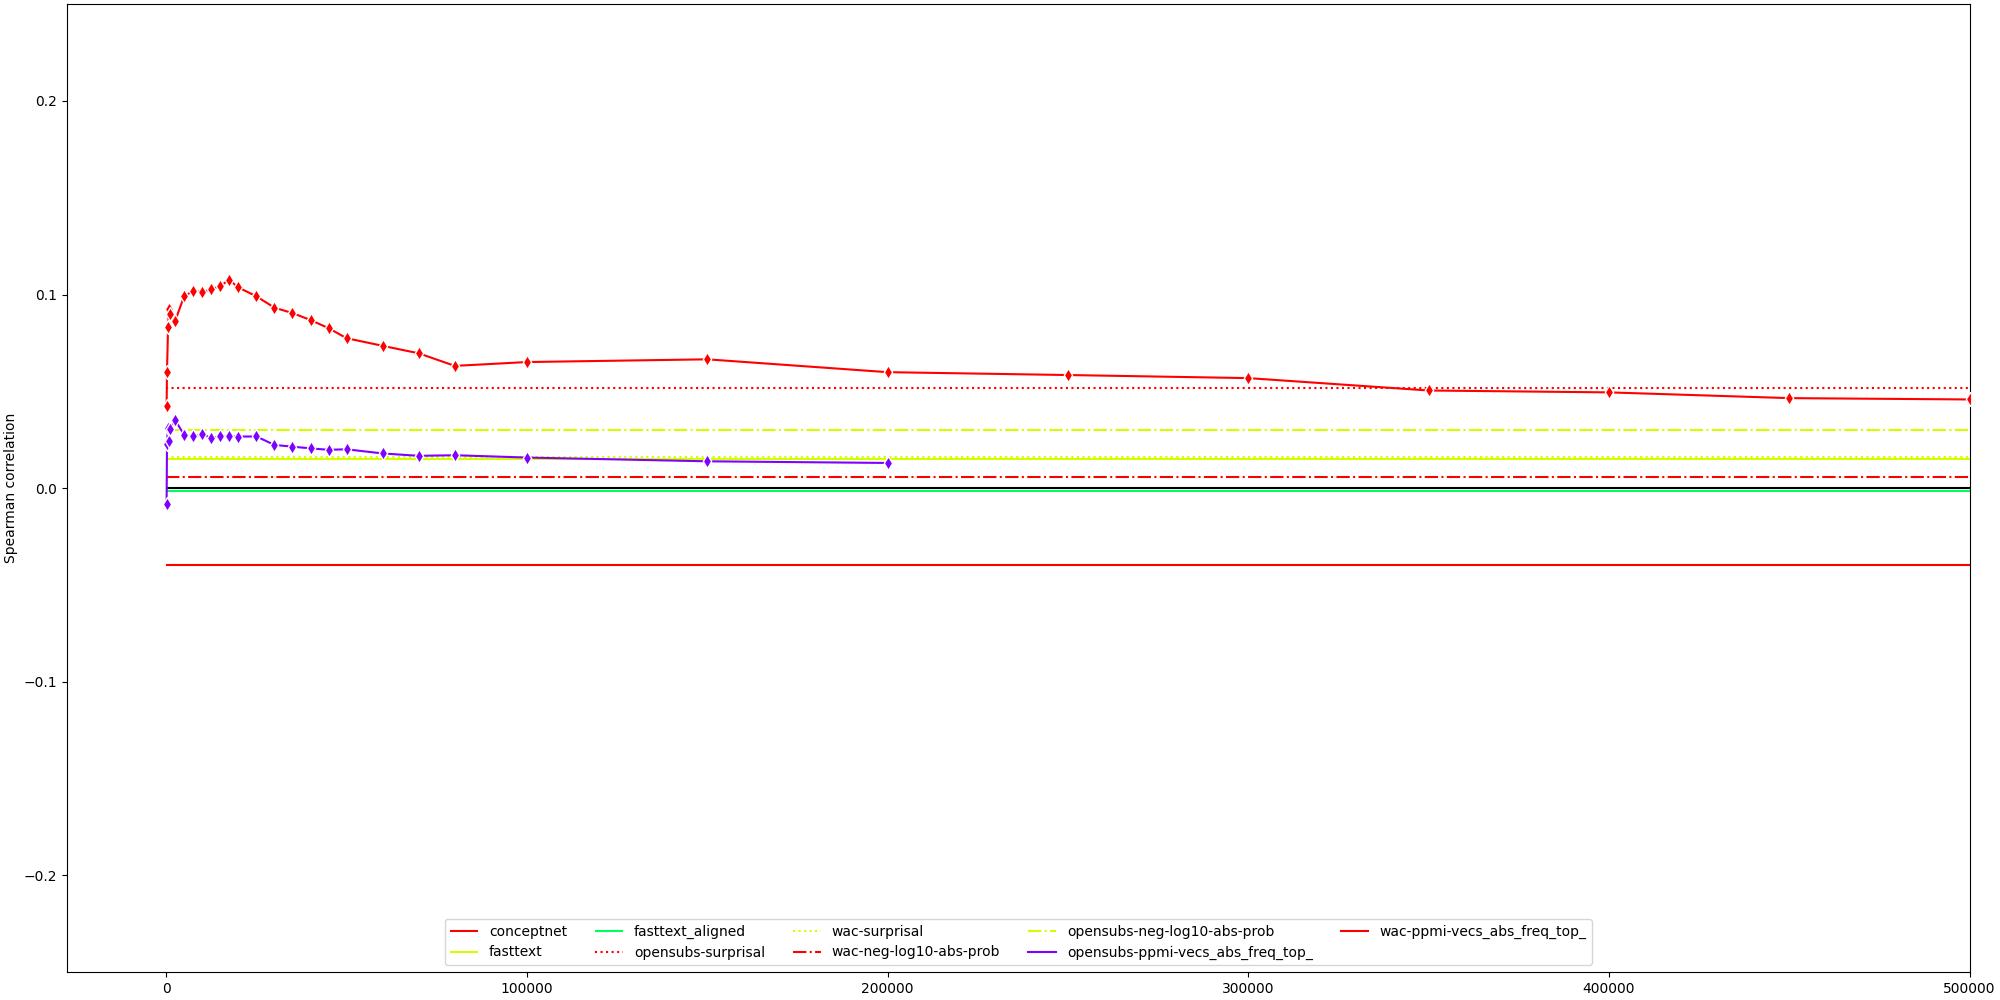 Spearman correlation
0.2
0.1
0.0
−0.1
−0.2
0
100000
200000
300000
400000
500000
conceptnet
fasttext
fasttext_aligned
opensubs-surprisal
wac-surprisal
wac-neg-log10-abs-prob
opensubs-neg-log10-abs-prob
opensubs-ppmi-vecs_abs_freq_top_
wac-ppmi-vecs_abs_freq_top_